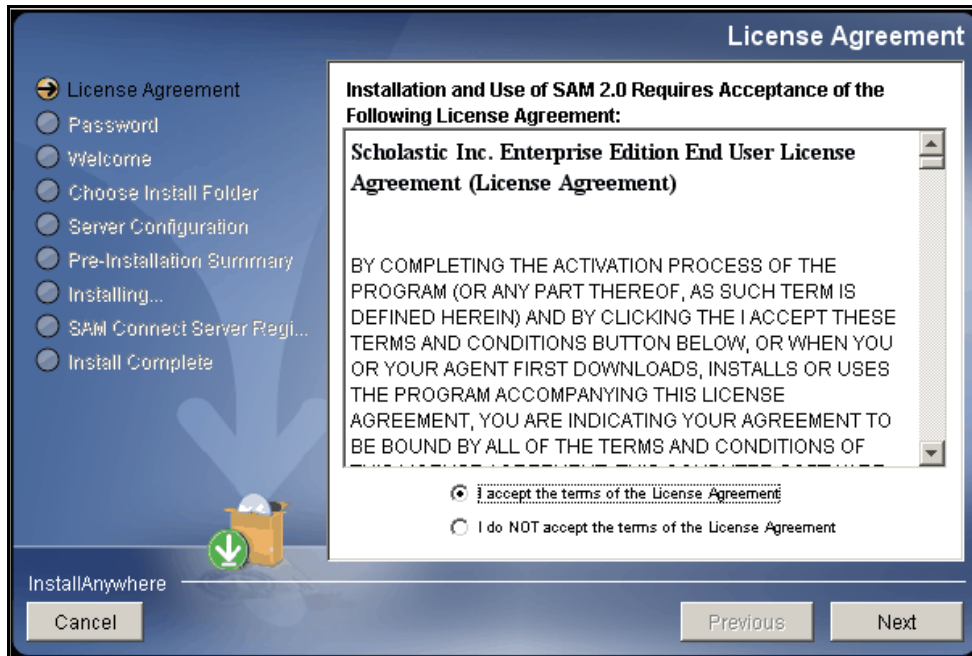 License Agreement
License Agreement
Password
Welcome
Choose Install Folder
Server Configuration
Pre-Installation Summary
Installing...
SAM Connect Server Regi...
Install Complete
Installation and Use of SAM 2.0 Requires Acceptance of the
Following License Agreement:
Scholastic Inc. Enterprise Edition End User License
Agreement (License Agreement)
BY COMPLETING THE ACTIVATION PROCESS OF THE
PROGRAM (OR ANY PART THEREOF, AS SUCH TERM IS
DEFINED HEREIN) AND BY CLICKING THE I ACCEPT THESE
TERMS AND CONDITIONS BUTTON BELOW, OR WHEN YOU
OR YOUR AGENT FIRST DOWNLOADS, INSTALLS OR USES
THE PROGRAM ACCOMPANYING THIS LICENSE
AGREEMENT, YOU ARE INDICATING YOUR AGREEMENT TO
BE BOUND BY ALL OF THE TERMS AND CONDITIONS OF
I accept the terms of the License Agreement
I do NOT accept the terms of the License Agreement
InstallAnywhere
Cancel
Previous
Next